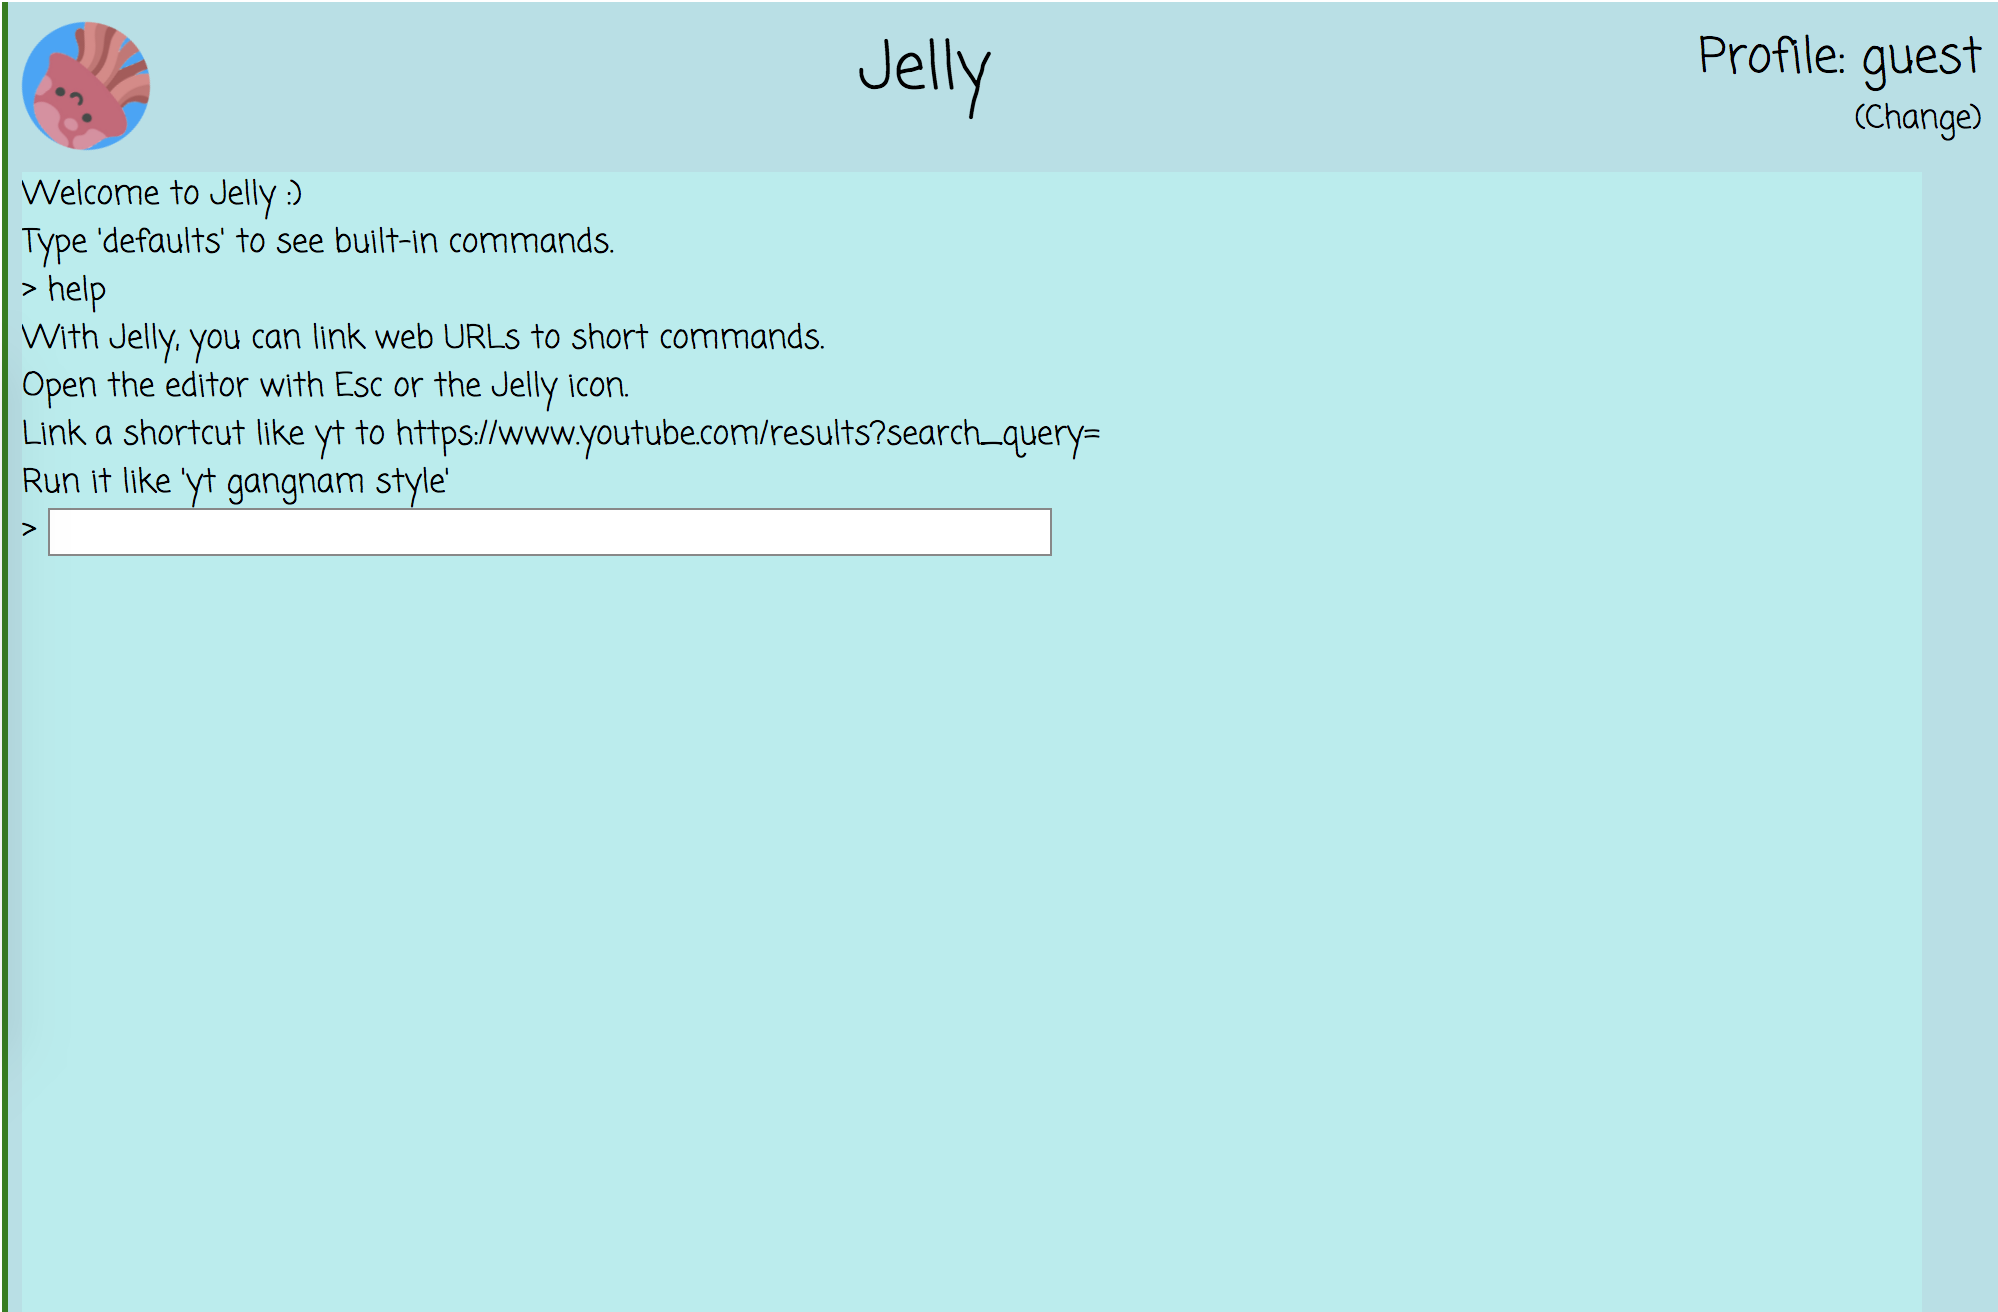 Jelly
Profile: guest
(Change)
Welcome to Jelly :)
Type 'defaults' to see built-in commands.
> help
With Jelly, you can link web URLs to short commands.
Open the editor with Esc or the Jelly icon.
Link a shortcut like yt to https://www.youtube.com/results?search_query=
Run it like 'yt gangnam style'
>